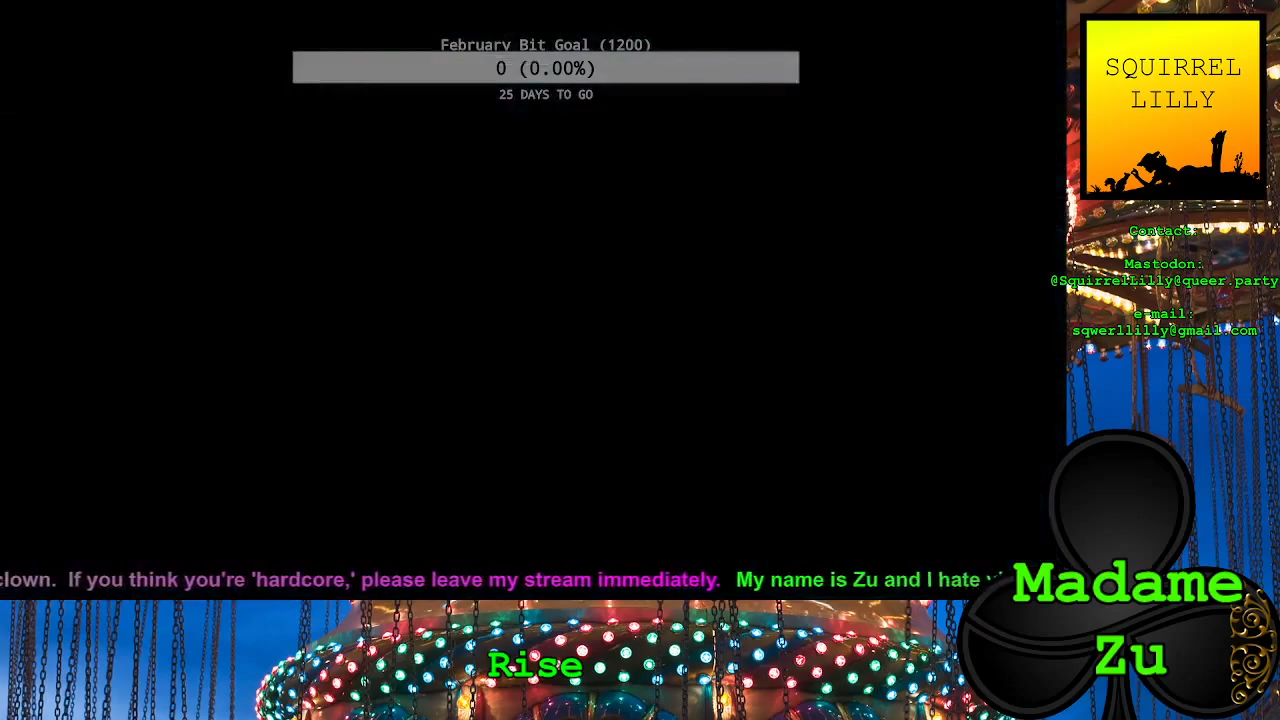 February Bit Goal (1200)
0 (0.00%)
25 DAYS TO GO
SQUIRREL
LILLY
Contact:
Mastodon:
@SquirrelLilly@queer.party
e-mail:
sqwerllilly@gmail.com
clown. If you think you're 'hardcore,' please leave my stream immediately. My name is Zu and I hate
Madame
Zu
Rise